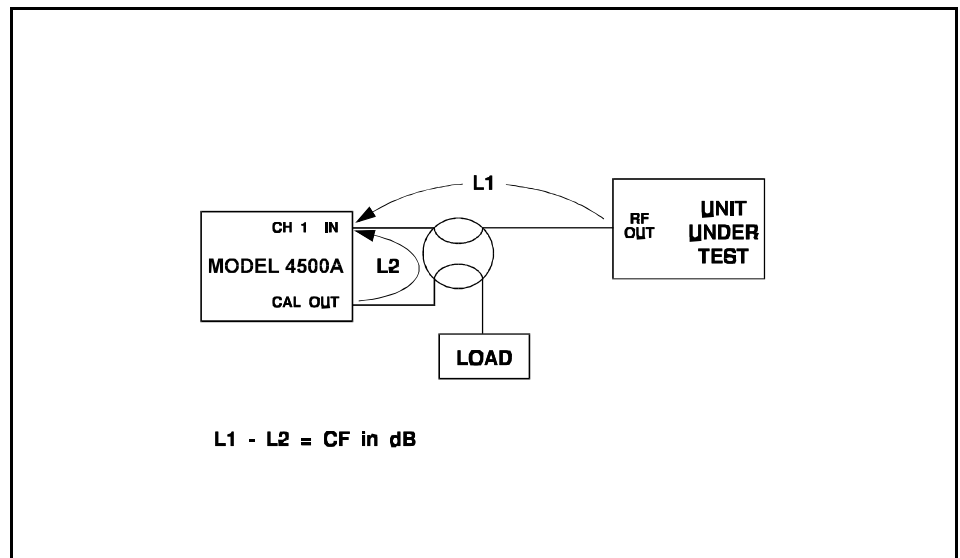 L1
CH 1 IN
MODEL 4500A
CAL OUT
L2
RF
OUT
UNIT
UNDER
TEST
LOAD
L1 - L2 = CF in dB